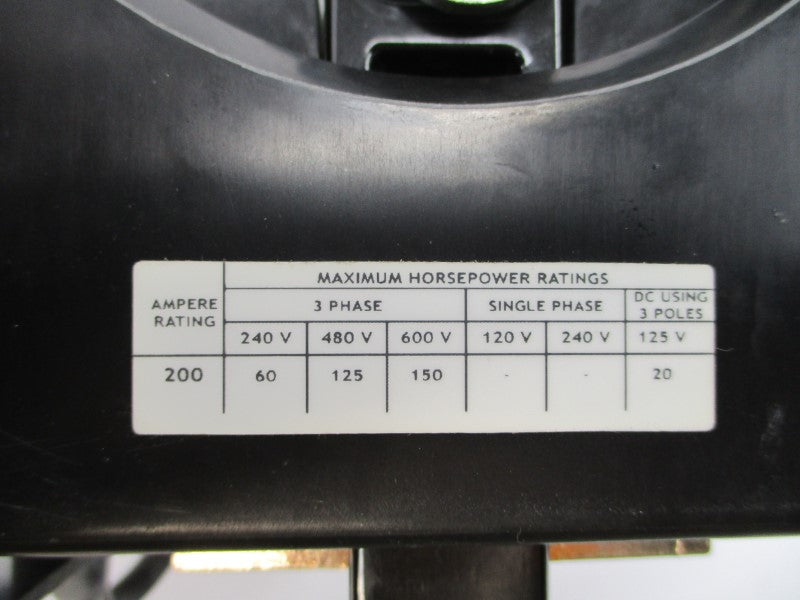 MAXIMUM HORSEPOWER RATINGS
AMPERE RATING
3 PHASE SINGLE PHASE DC USING 3 POLES
240 V 480 V 600 V 120 V 240 V 125 V
200 60 125 150 - - 20